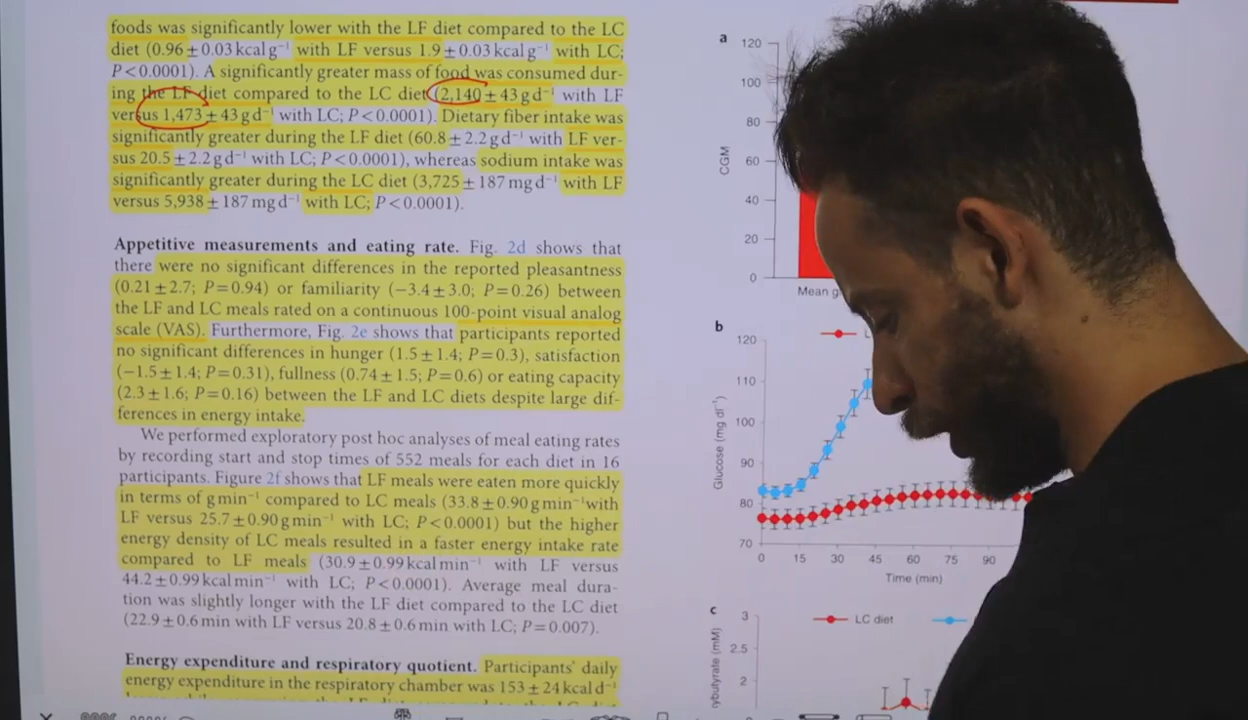 foods was significantly lower with the LF diet compared to the LC
diet (0.96 ± 0.03 kcal g⁻¹ with LF versus 1.9 ± 0.03 kcal g⁻¹ with LC;
P < 0.0001). A significantly greater mass of food was consumed dur-
ing the LF diet compared to the LC diet (2,140 ± 43 g d⁻¹ with LF
versus 1,473 ± 43 g d⁻¹ with LC; P < 0.0001). Dietary fiber intake was
significantly greater during the LF diet (60.8 ± 2.2 g d⁻¹ with LF ver-
sus 20.5 ± 2.2 g d⁻¹ with LC; P < 0.0001), whereas sodium intake was
significantly greater during the LC diet (3,725 ± 187 mg d⁻¹ with LF
versus 5,938 ± 187 mg d⁻¹ with LC; P < 0.0001).
Appetitive measurements and eating rate. Fig. 2d shows that
there were no significant differences in the reported pleasantness
(0.21 ± 2.7; P = 0.94) or familiarity (−3.4 ± 3.0; P = 0.26) between
the LF and LC meals rated on a continuous 100-point visual analog
scale (VAS). Furthermore, Fig. 2e shows that participants reported
no significant differences in hunger (1.5 ± 1.4; P = 0.3), satisfaction
(−1.5 ± 1.4; P = 0.31), fullness (0.74 ± 1.5; P = 0.6) or eating capacity
(2.3 ± 1.6; P = 0.16) between the LF and LC diets despite large dif-
ferences in energy intake.
We performed exploratory post hoc analyses of meal eating rates
by recording start and stop times of 552 meals for each diet in 16
participants. Figure 2f shows that LF meals were eaten more quickly
in terms of g min⁻¹ compared to LC meals (33.8 ± 0.90 g min⁻¹ with
LF versus 25.7 ± 0.90 g min⁻¹ with LC; P < 0.0001) but the higher
energy density of LC meals resulted in a faster energy intake rate
compared to LF meals (30.9 ± 0.99 kcal min⁻¹ with LF versus
44.2 ± 0.99 kcal min⁻¹ with LC; P < 0.0001). Average meal dura-
tion was slightly longer with the LF diet compared to the LC diet
(22.9 ± 0.6 min with LF versus 20.8 ± 0.6 min with LC; P = 0.007).
Energy expenditure and respiratory quotient. Participants' daily
energy expenditure in the respiratory chamber was 153 ± 24 kcal d⁻¹
a
120
100
80
60
40
20
0
CGM
Mean g
b
120
110
100
90
80
70
Glucose (mg dl⁻¹)
L
0 15 30 45 60 75 90
Time (min)
c
3
2.5
2
ybutyrate (mM)
LC diet